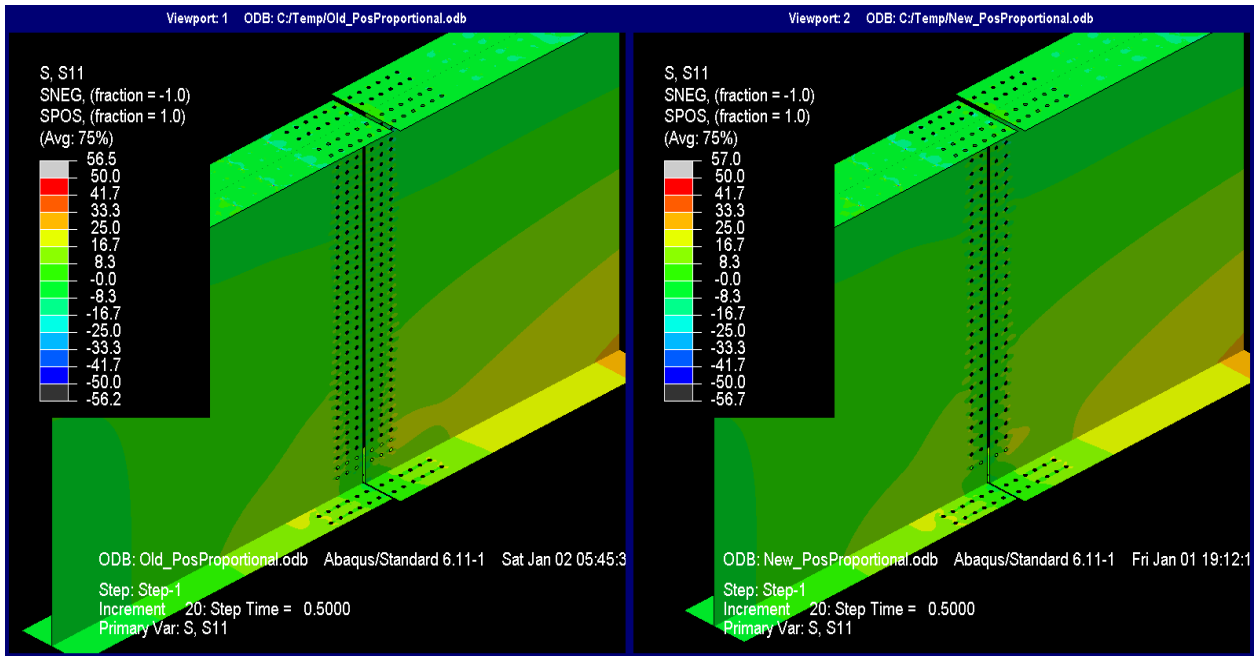 Viewport: 1 ODB: C:/Temp/Old_PosProportional.odb
S, S11
SNEG, (fraction = -1.0)
SPOS, (fraction = 1.0)
(Avg: 75%)
56.5
50.0
41.7
33.3
25.0
16.7
8.3
-0.0
-8.3
-16.7
-25.0
-33.3
-41.7
-50.0
-56.2
ODB: Old_PosProportional.odb Abaqus/Standard 6.11-1 Sat Jan 02 05:45:3
Step: Step-1
Increment 20: Step Time = 0.5000
Primary Var: S, S11
Viewport: 2 ODB: C:/Temp/New_PosProportional.odb
S, S11
SNEG, (fraction = -1.0)
SPOS, (fraction = 1.0)
(Avg: 75%)
57.0
50.0
41.7
33.3
25.0
16.7
8.3
-0.0
-8.3
-16.7
-25.0
-33.3
-41.7
-50.0
-56.7
ODB: New_PosProportional.odb Abaqus/Standard 6.11-1 Fri Jan 01 19:12:1
Step: Step-1
Increment 20: Step Time = 0.5000
Primary Var: S, S11